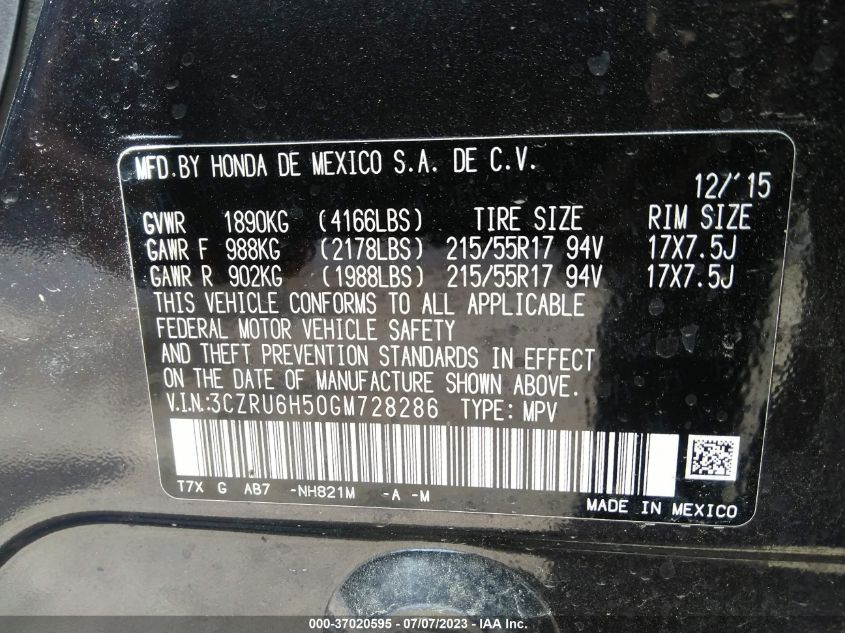 MFD.BY HONDA DE MEXICO S.A. DE C.V.
12/'15
GVWR 1890KG (4166LBS) TIRE SIZE RIM SIZE
GAWR F 988KG (2178LBS) 215/55R17 94V 17X7.5J
GAWR R 902KG (1988LBS) 215/55R17 94V 17X7.5J
THIS VEHICLE CONFORMS TO ALL APPLICABLE
FEDERAL MOTOR VEHICLE SAFETY
AND THEFT PREVENTION STANDARDS IN EFFECT
ON THE DATE OF MANUFACTURE SHOWN ABOVE.
V.I.N.:3CZRU6H50GM728286 TYPE: MPV
T7X G AB7 -NH821M -A -M
MADE IN MEXICO
000-37020595 - 07/07/2023 - IAA Inc.